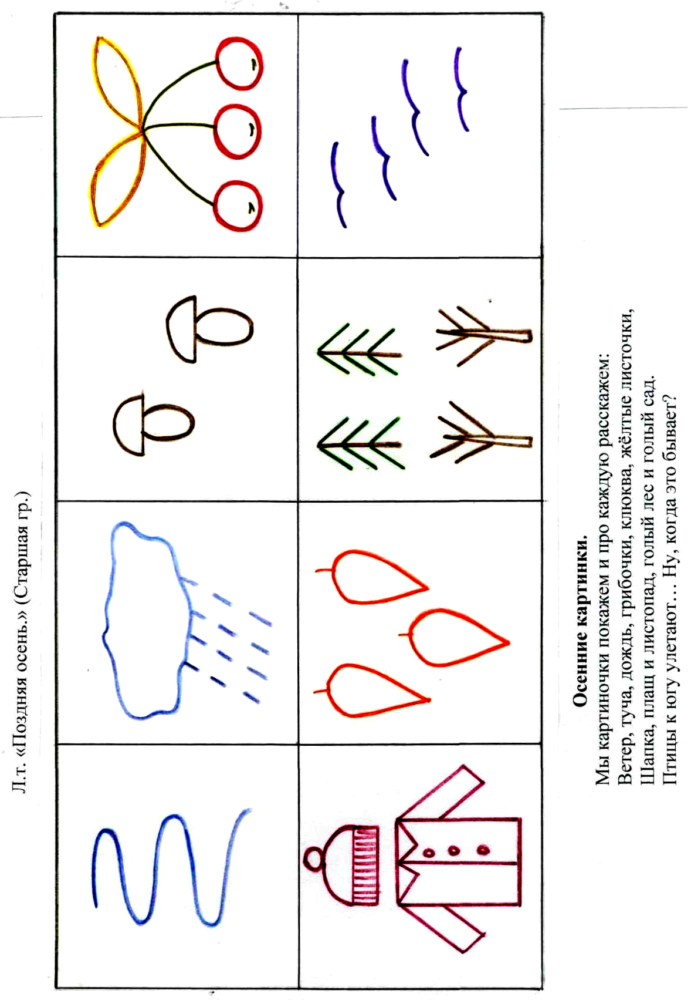 Л.т. «Поздняя осень.» (Старшая гр.)
Осенние картинки.
Мы картиночки покажем и про каждую расскажем:
Ветер, туча, дождь, грибочки, клюква, жёлтые листочки,
Шапка, плащ и листопад, голый лес и голый сад.
Птицы к югу улетают… Ну, когда это бывает?